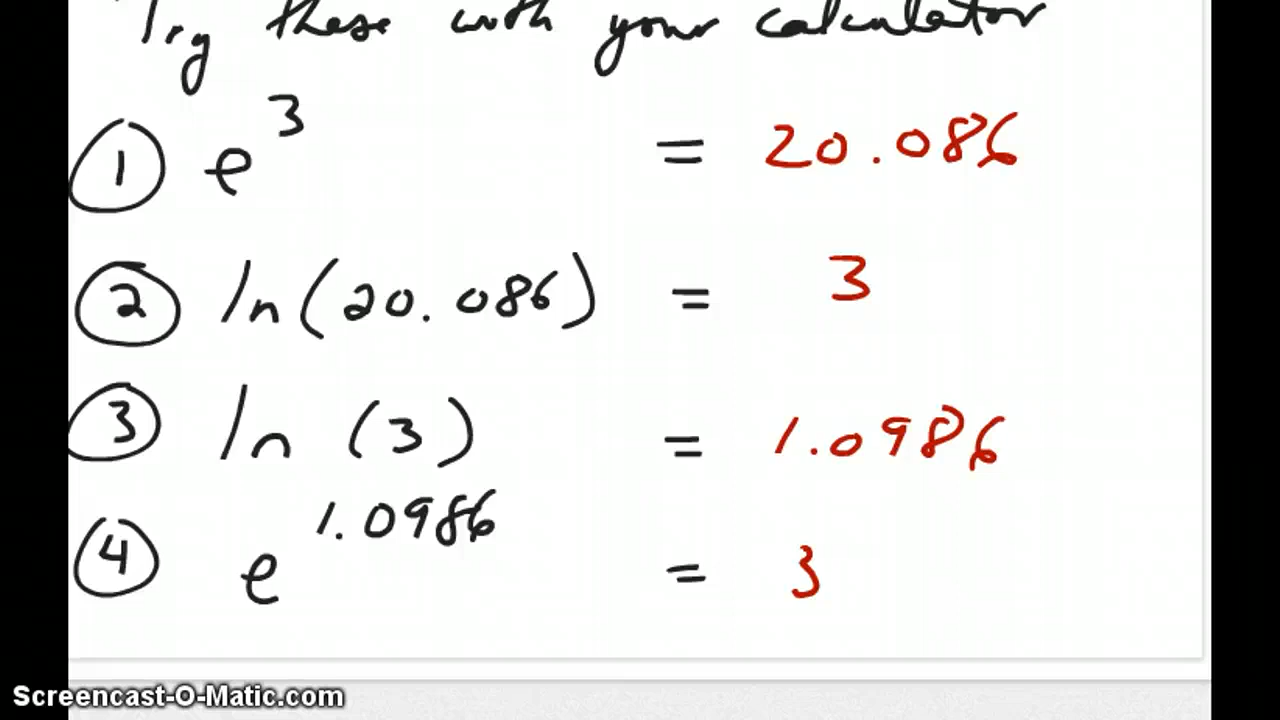 Try these with your calculator
1 e^3 = 20.086
2 ln(20.086) = 3
3 ln (3) = 1.0986
4 e^1.0986 = 3
Screencast-O-Matic.com